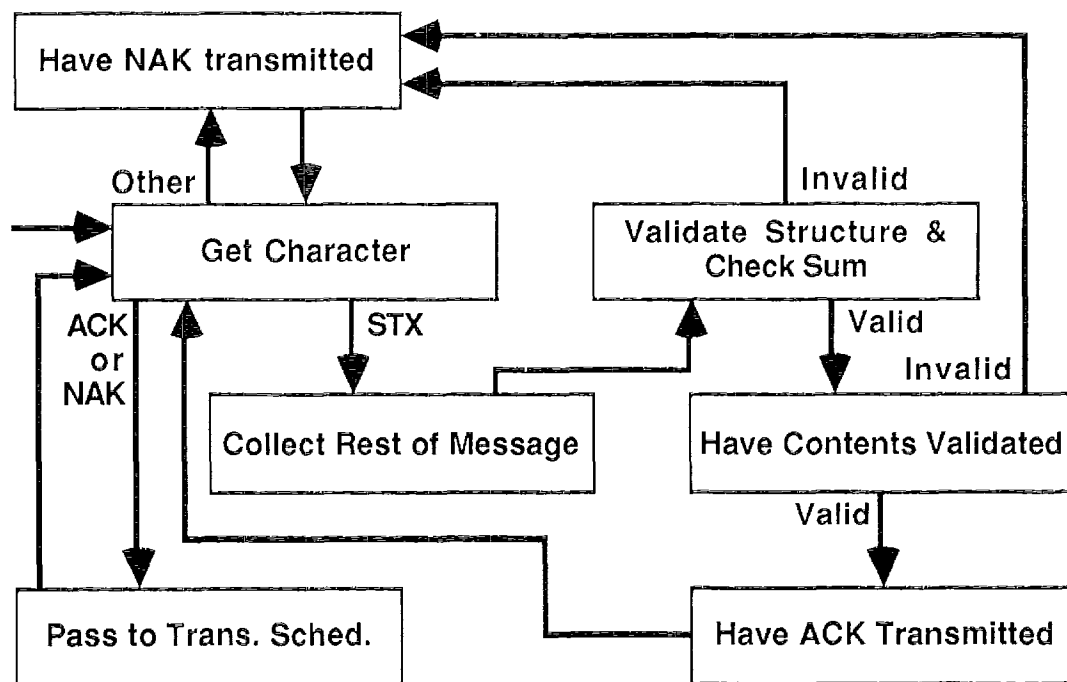 Have NAK transmitted
Other
Invalid
Get Character
Validate Structure &
Check Sum
ACK
or
NAK
STX
Valid
Invalid
Collect Rest of Message
Have Contents Validated
Valid
Pass to Trans. Sched.
Have ACK Transmitted